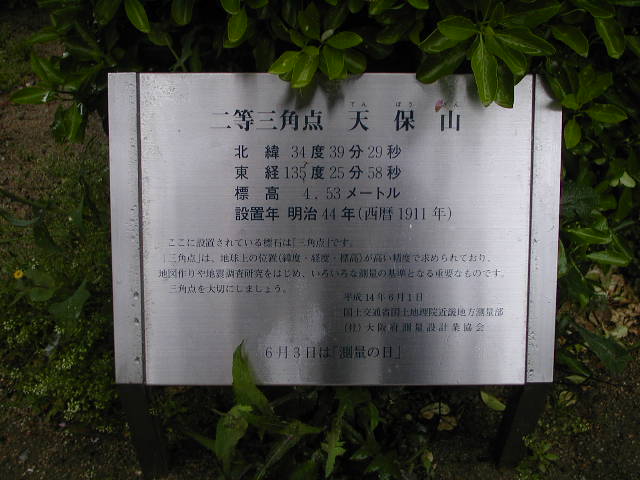 二等三角点 天保山
てんぽうざん
北緯 34度39分29秒
東経 135度25分58秒
標高 4.53メートル
設置年 明治44年(西暦1911年)
ここに設置されている標石は「三角点」です。
「三角点」は、地球上の位置(緯度・経度・標高)が高い精度で求められており、
地図作りや地震調査研究をはじめ、いろいろな測量の基準となる重要なものです。
三角点を大切にしましょう。
平成14年6月1日
国土交通省国土地理院近畿地方測量部
(社)大阪府測量設計業協会
6月3日は「測量の日」